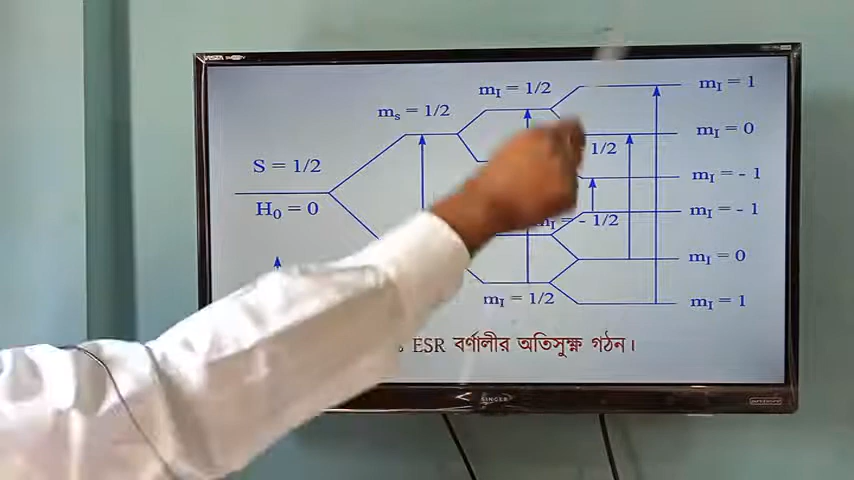 mI = 1/2
mI = 1
ms = 1/2
mI = 0
1/2
S = 1/2
mI = - 1
H0 = 0
mI = - 1
mI = - 1/2
mI = 0
mI = 1/2
mI = 1
ESR বর্ণালীর অতিসুক্ষ্ম গঠন।
SINGER